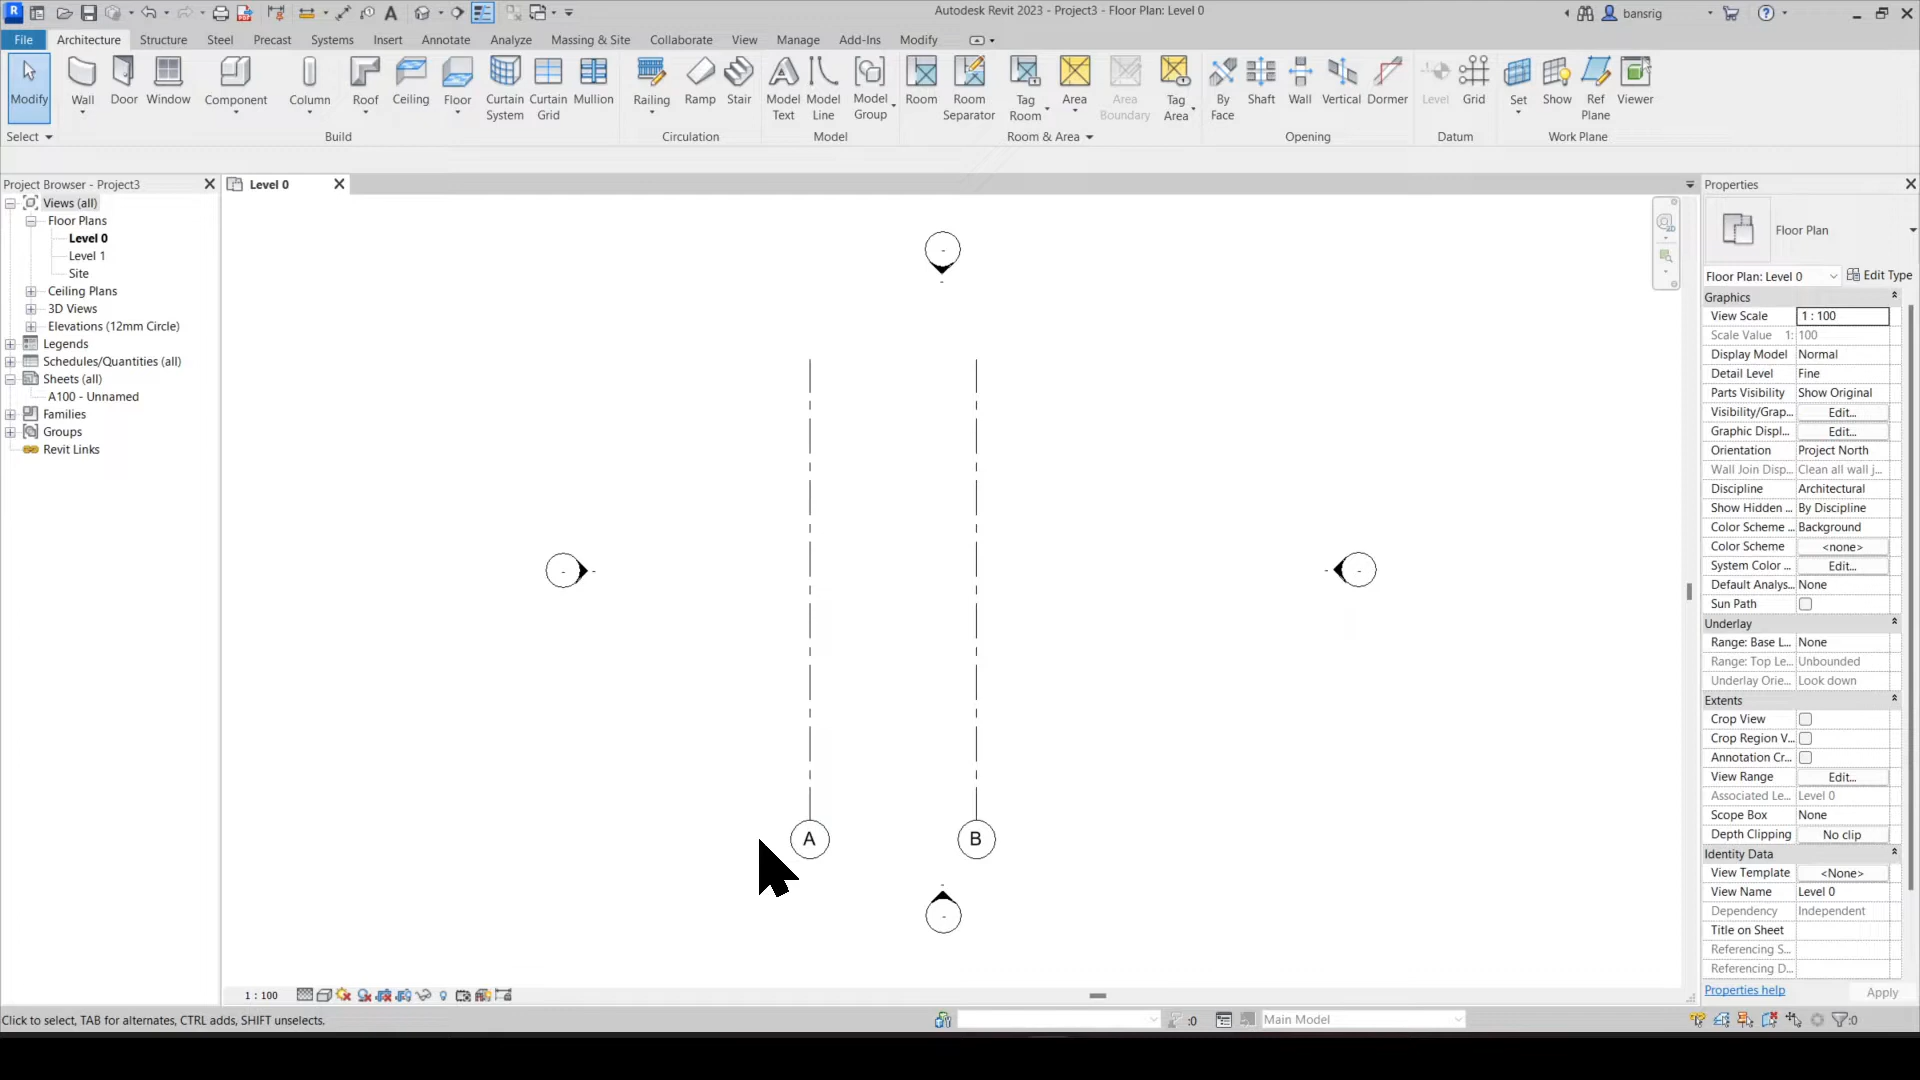 Autodesk Revit 2023 - Project3 - Floor Plan: Level 0
bansrig
File Architecture Structure Steel Precast Systems Insert Annotate Analyze Massing & Site Collaborate View Manage Add-Ins Modify
Modify Wall Door Window Component Column Roof Ceiling Floor Curtain System Curtain Grid Mullion Railing Ramp Stair Model Text Model Line Model Group Room Room Separator Tag Room Area Area Boundary Tag Area By Face Shaft Wall Vertical Dormer Level Grid Set Show Ref Plane Viewer
Select Build Circulation Model Room & Area Opening Datum Work Plane
Project Browser - Project3
Views (all)
Floor Plans
Level 0
Level 1
Site
Ceiling Plans
3D Views
Elevations (12mm Circle)
Legends
Schedules/Quantities (all)
Sheets (all)
A100 - Unnamed
Families
Groups
Revit Links
Level 0
A
B
1 : 100
Properties
Floor Plan
Floor Plan: Level 0 Edit Type
Graphics
View Scale 1 : 100
Scale Value 1: 100
Display Model Normal
Detail Level Fine
Parts Visibility Show Original
Visibility/Grap... Edit...
Graphic Displ... Edit...
Orientation Project North
Wall Join Disp... Clean all wall j...
Discipline Architectural
Show Hidden ... By Discipline
Color Scheme ... Background
Color Scheme <none>
System Color ... Edit...
Default Analys... None
Sun Path
Underlay
Range: Base L... None
Range: Top Le... Unbounded
Underlay Orie... Look down
Extents
Crop View
Crop Region V...
Annotation Cr...
View Range Edit...
Associated Le... Level 0
Scope Box None
Depth Clipping No clip
Identity Data
View Template <None>
View Name Level 0
Dependency Independent
Title on Sheet
Referencing S...
Referencing D...
Properties help Apply
Click to select, TAB for alternates, CTRL adds, SHIFT unselects.
:0
Main Model
:0